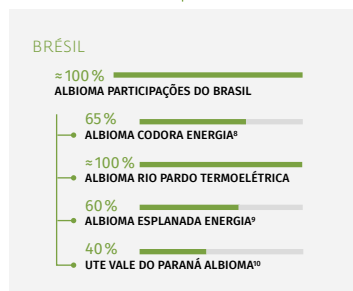 BRÉSIL
≈100 %
ALBIOMA PARTICIPAÇÕES DO BRASIL
65 %
ALBIOMA CODORA ENERGIA⁸
≈100 %
ALBIOMA RIO PARDO TERMOELÉTRICA
60 %
ALBIOMA ESPLANADA ENERGIA⁹
40 %
UTE VALE DO PARANÁ ALBIOMA¹⁰